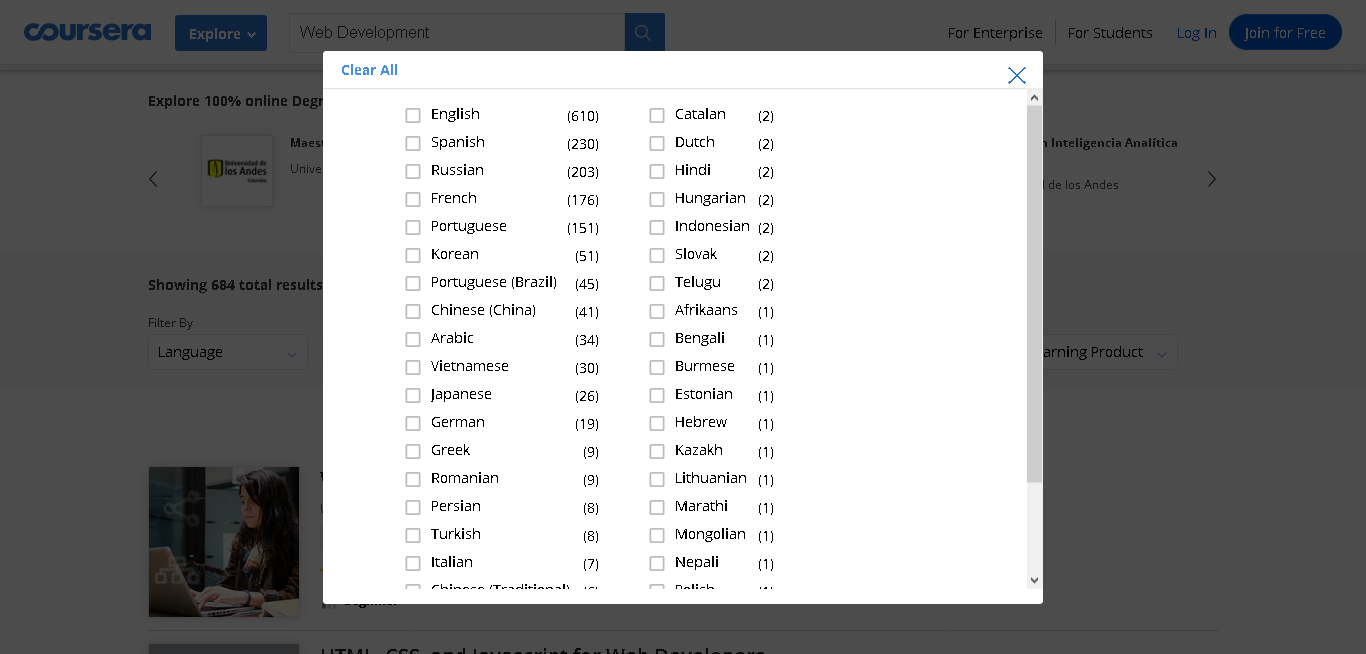 coursera
Explore
Web Development
For Enterprise
For Students
Log In
Join for Free
Clear All
Explore 100% online Degr
Universidad de los Andes
Colombia
Maest
Unive
n Inteligencia Analítica
d de los Andes
Showing 684 total results
Filter By
Language
arning Product
English (610)
Spanish (230)
Russian (203)
French (176)
Portuguese (151)
Korean (51)
Portuguese (Brazil) (45)
Chinese (China) (41)
Arabic (34)
Vietnamese (30)
Japanese (26)
German (19)
Greek (9)
Romanian (9)
Persian (8)
Turkish (8)
Italian (7)
Chinese (Traditional) (6)
Catalan (2)
Dutch (2)
Hindi (2)
Hungarian (2)
Indonesian (2)
Slovak (2)
Telugu (2)
Afrikaans (1)
Bengali (1)
Burmese (1)
Estonian (1)
Hebrew (1)
Kazakh (1)
Lithuanian (1)
Marathi (1)
Mongolian (1)
Nepali (1)
Polish (1)
Beginner
HTML, CSS, and Javascript for Web Developers